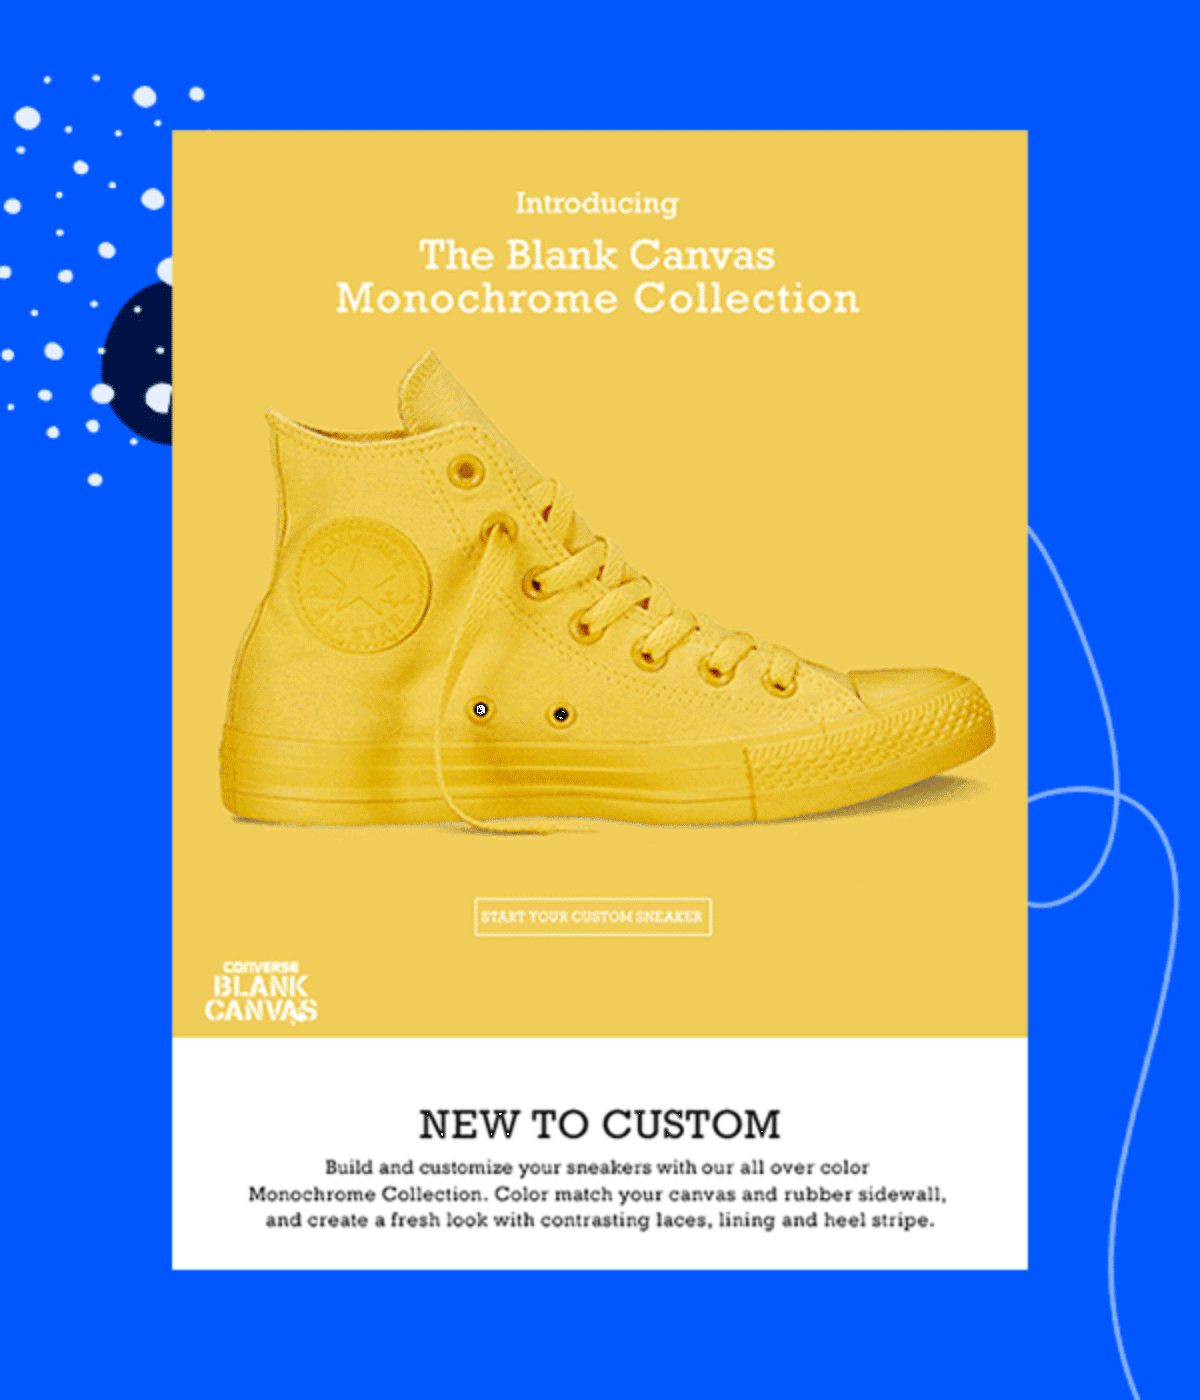 Introducing
The Blank Canvas
Monochrome Collection
CONVERSE
ALL STAR
START YOUR CUSTOM SNEAKER
CONVERSE
BLANK
CANVAS
NEW TO CUSTOM
Build and customize your sneakers with our all over color
Monochrome Collection. Color match your canvas and rubber sidewall,
and create a fresh look with contrasting laces, lining and heel stripe.